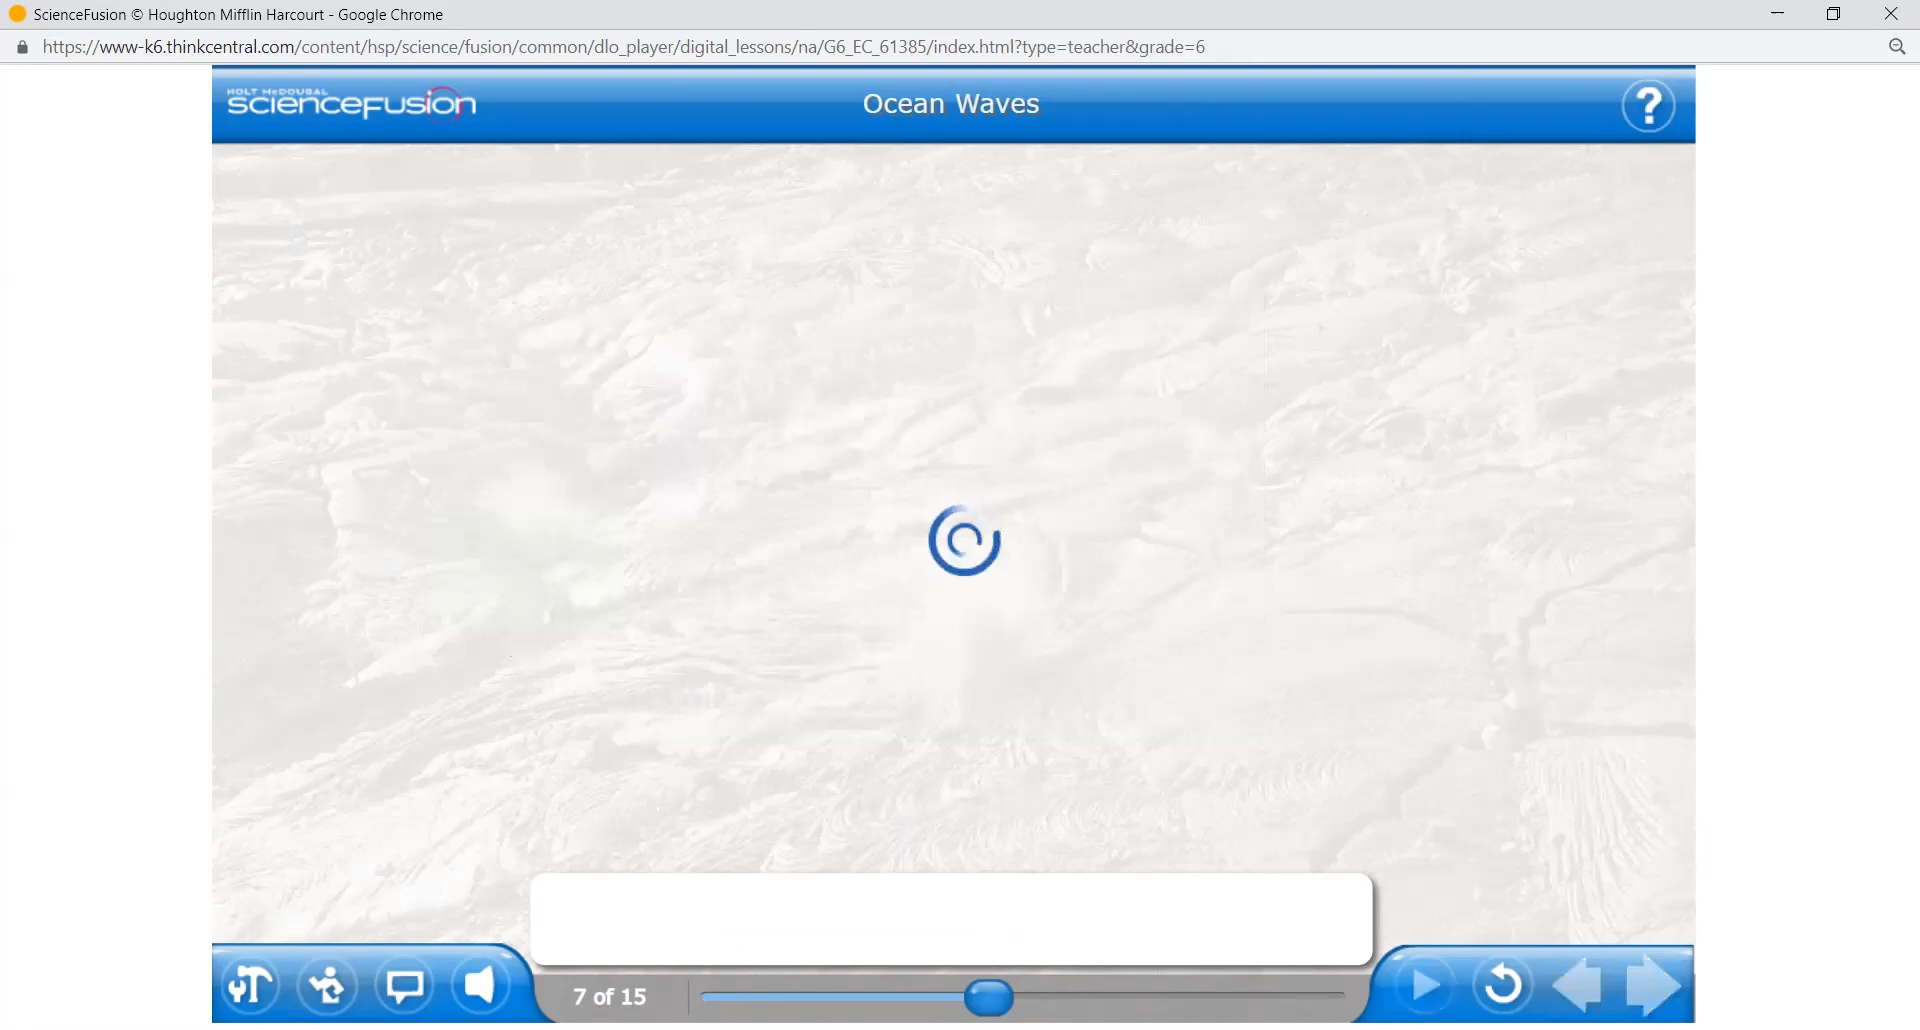 ScienceFusion © Houghton Mifflin Harcourt - Google Chrome
https://www-k6.thinkcentral.com/content/hsp/science/fusion/common/dlo_player/digital_lessons/na/G6_EC_61385/index.html?type=teacher&grade=6
HOLT McDOUGAL
scienceFusion
Ocean Waves
?
7 of 15